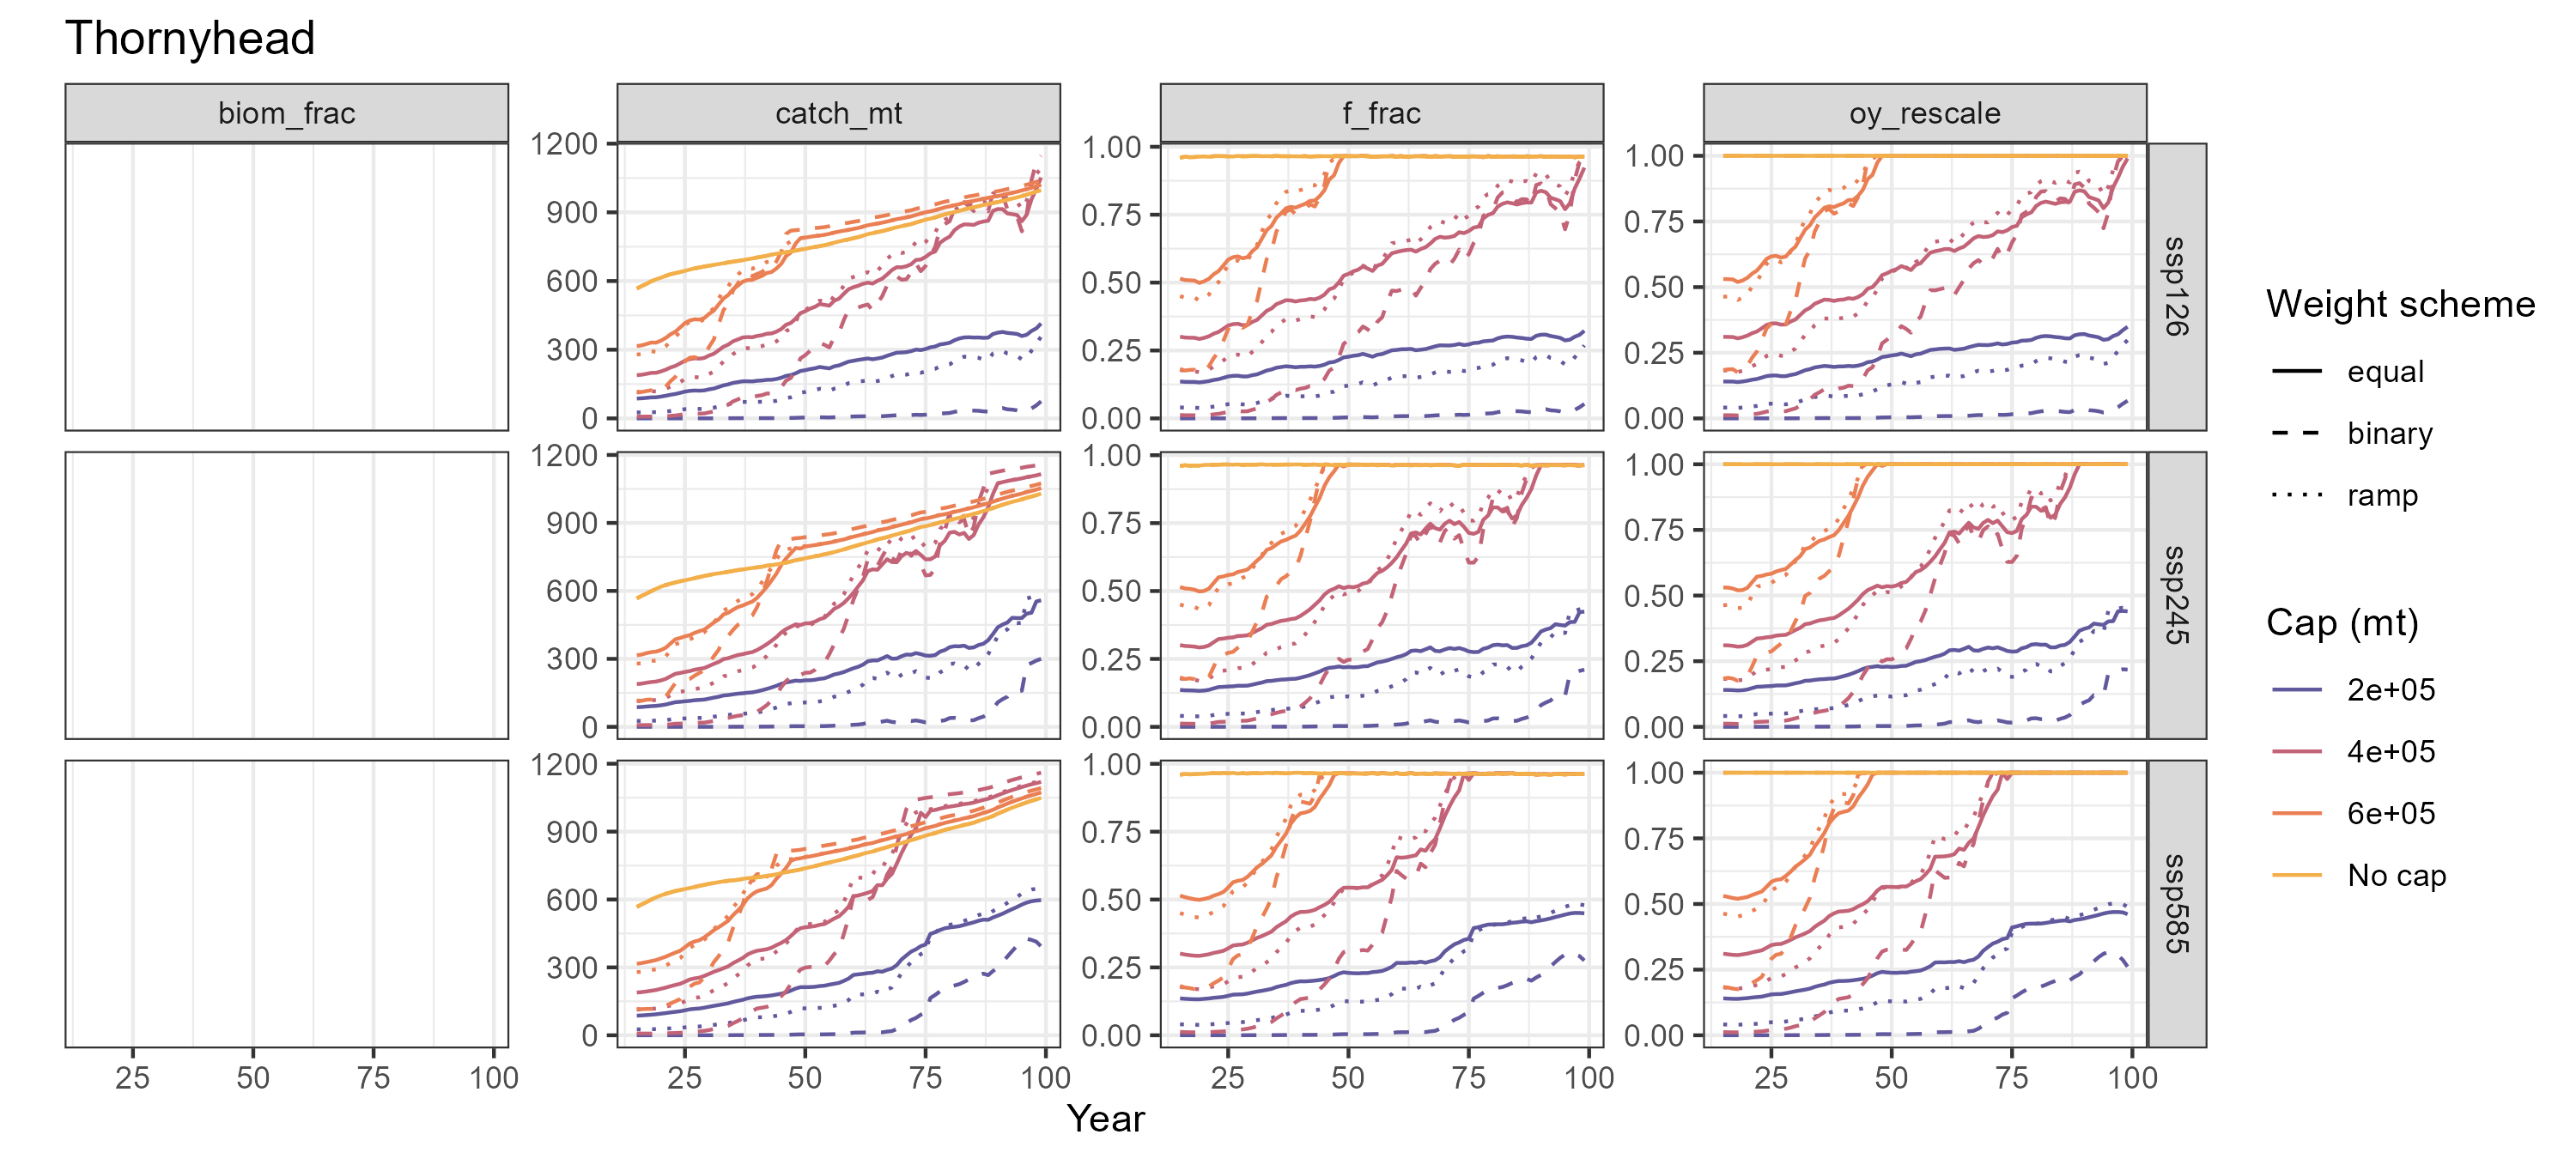 Thornyhead
biom_frac catch_mt f_frac oy_rescale
1200 1.00 1.00
900 0.75 0.75
600 0.50 0.50
300 0.25 0.25
0 0.00 0.00
ssp126
1200 1.00 1.00
900 0.75 0.75
600 0.50 0.50
300 0.25 0.25
0 0.00 0.00
ssp245
1200 1.00 1.00
900 0.75 0.75
600 0.50 0.50
300 0.25 0.25
0 0.00 0.00
ssp585
25 50 75 100 25 50 75 100 25 50 75 100 25 50 75 100
Year
Weight scheme
equal
binary
ramp
Cap (mt)
2e+05
4e+05
6e+05
No cap